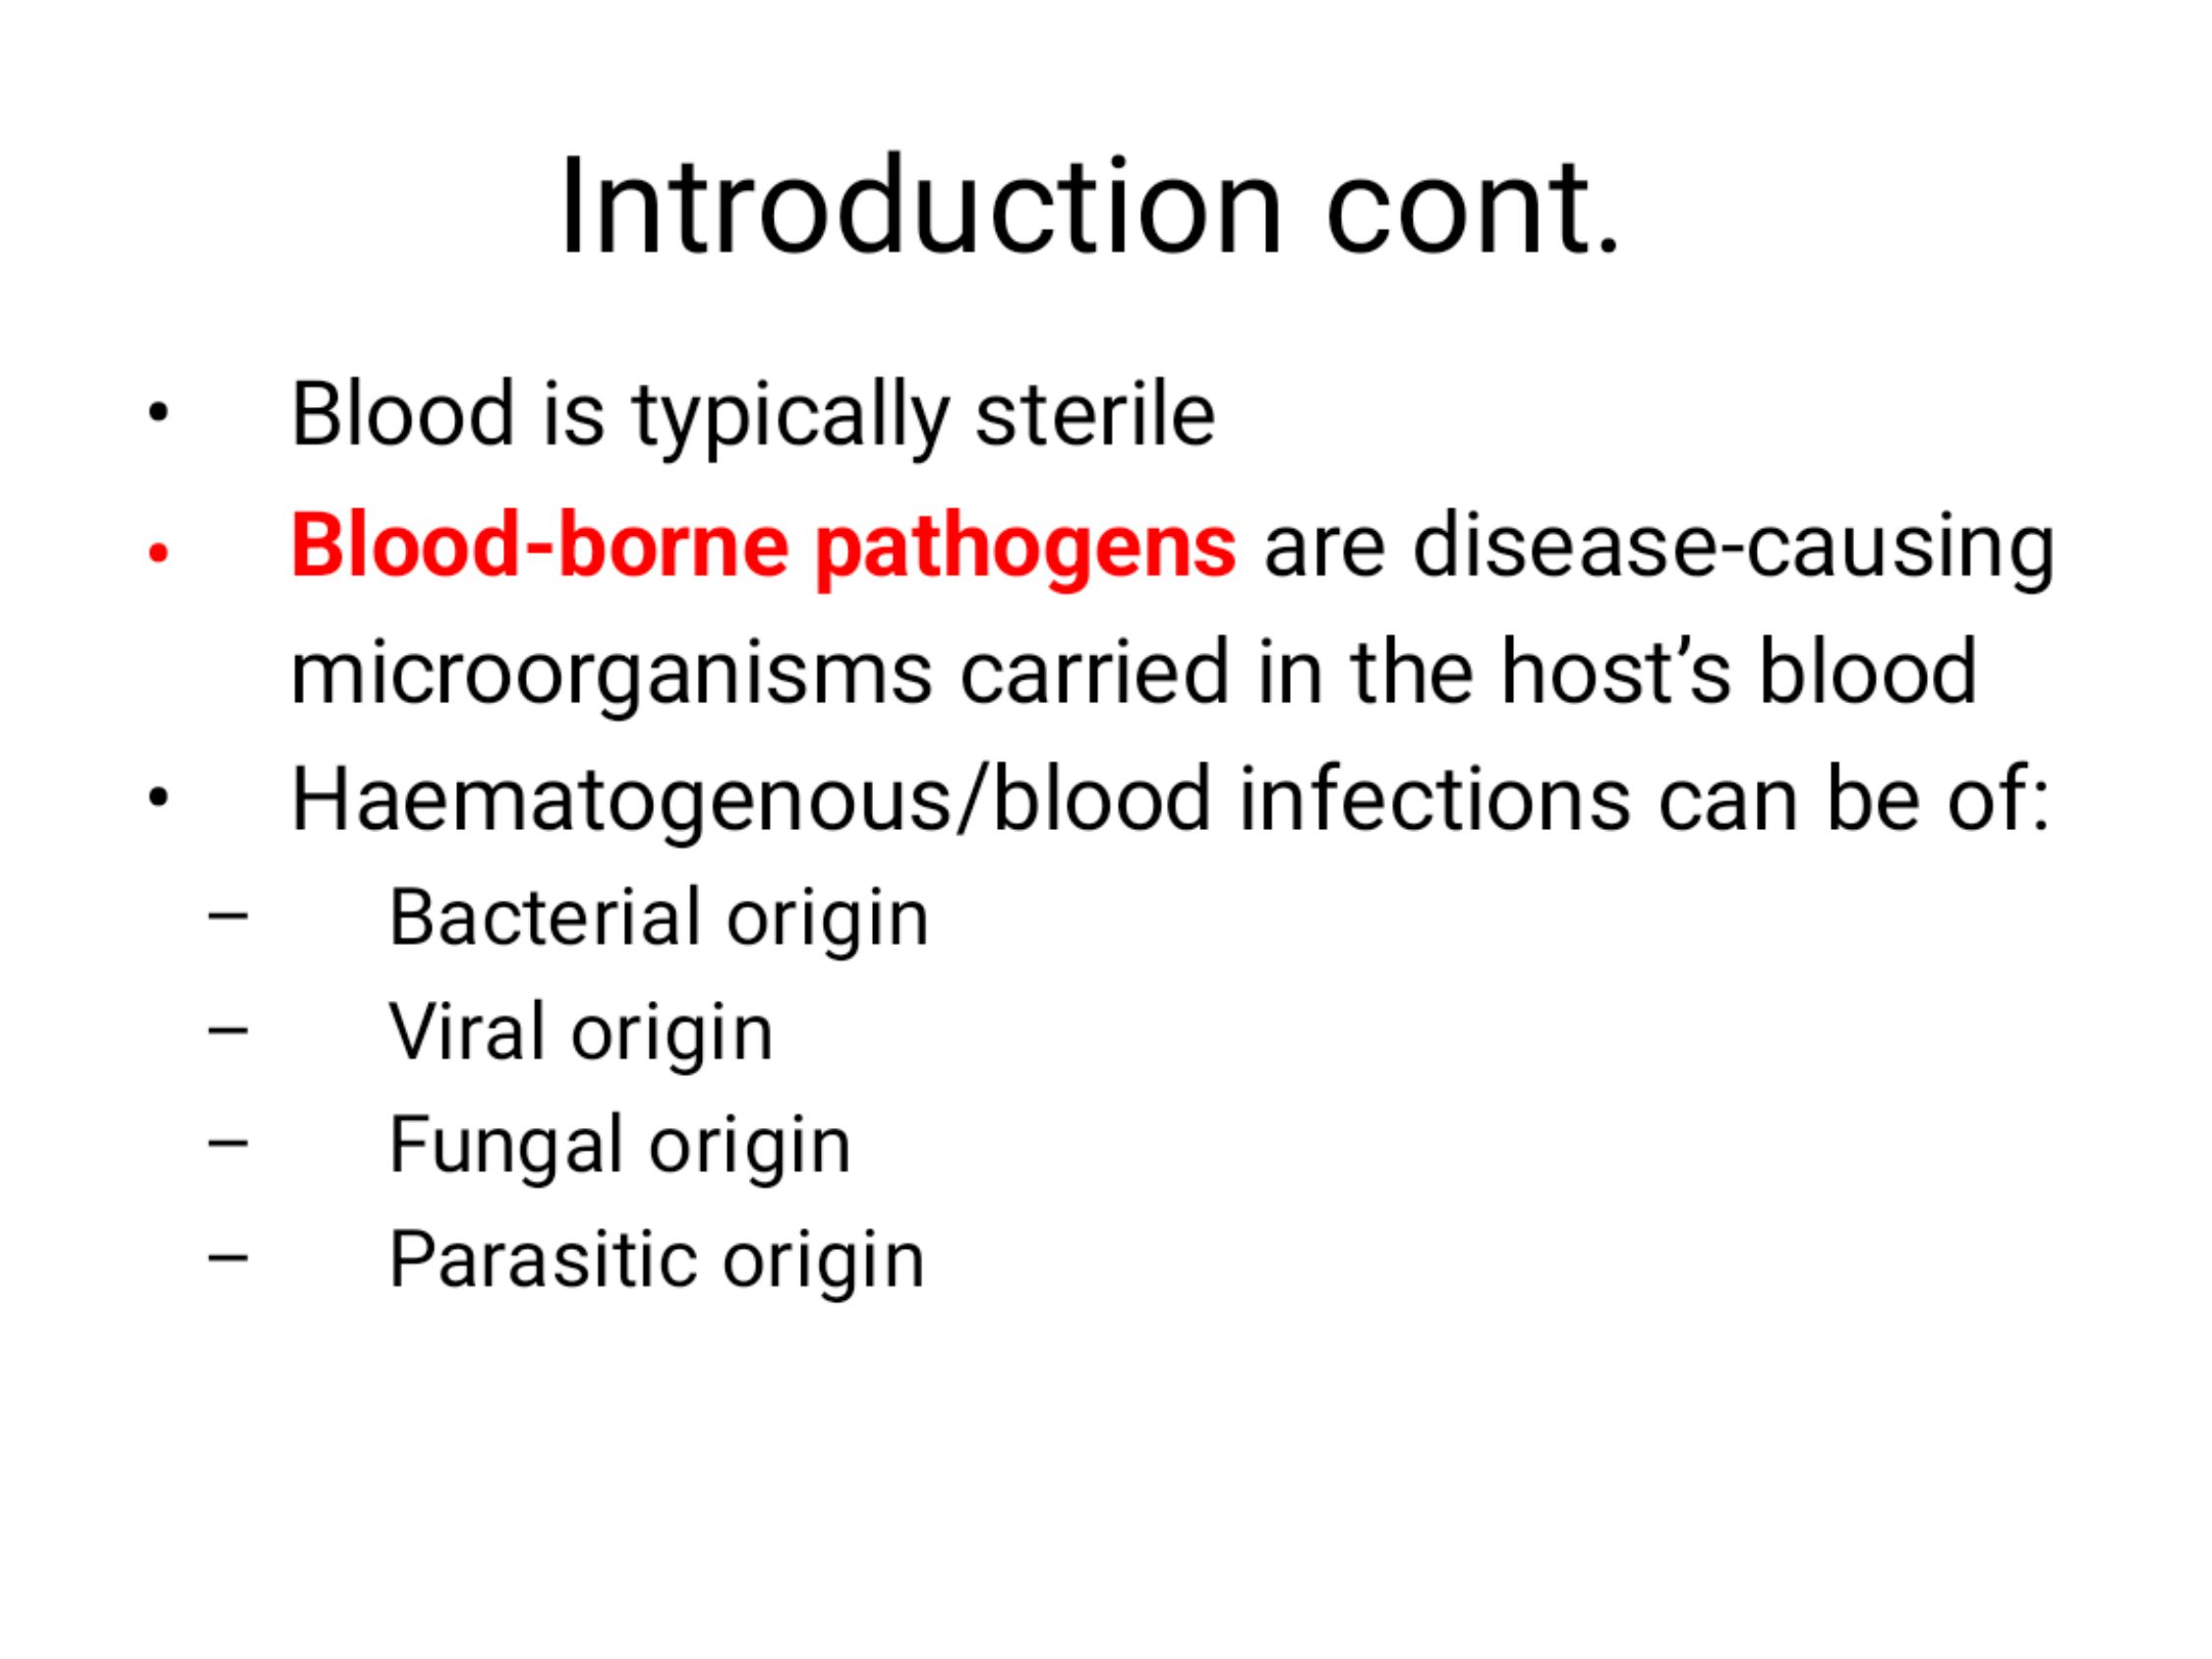 Introduction cont.
• Blood is typically sterile
• Blood-borne pathogens are disease-causing
microorganisms carried in the host’s blood
• Haematogenous/blood infections can be of:
– Bacterial origin
– Viral origin
– Fungal origin
– Parasitic origin